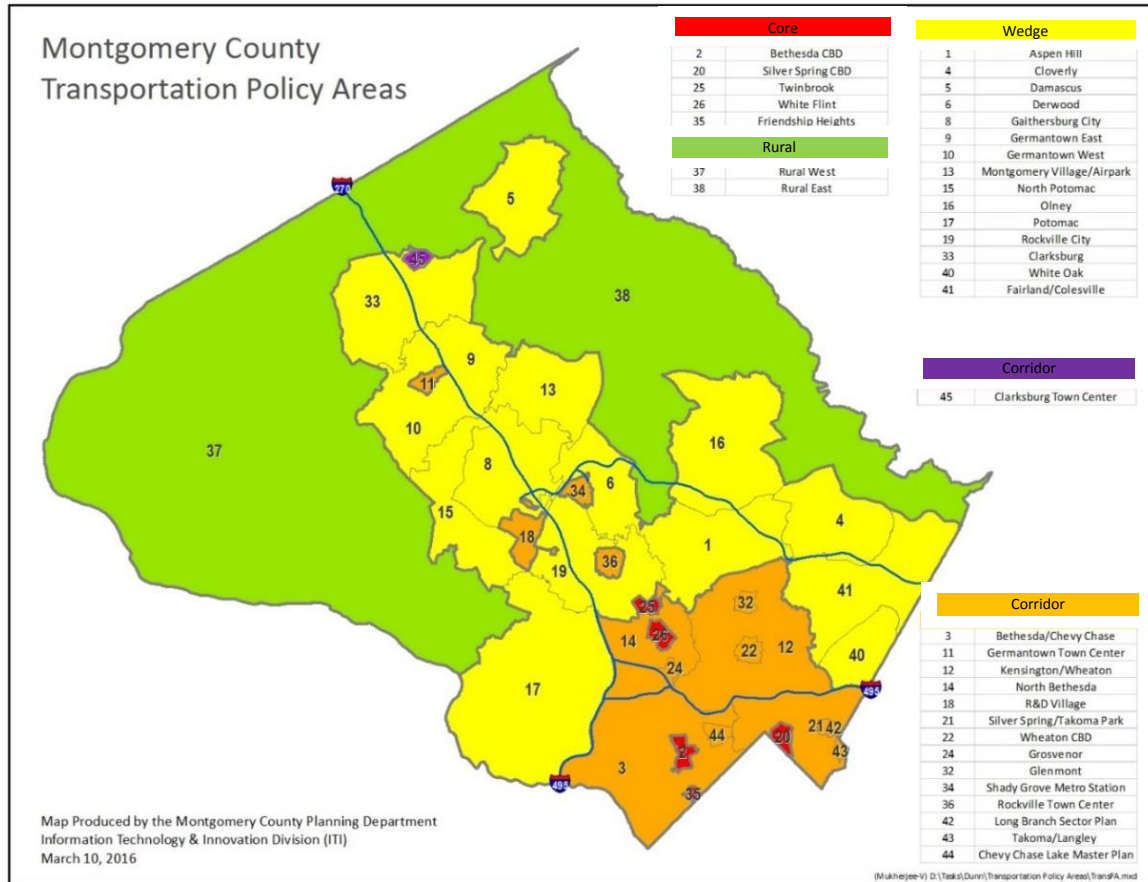 Montgomery County
Transportation Policy Areas
Core
2 Bethesda CBD
20 Silver Spring CBD
25 Twinbrook
26 White Flint
35 Friendship Heights
Rural
37 Rural West
38 Rural East
Wedge
1 Aspen Hill
4 Cloverly
5 Damascus
6 Derwood
8 Gaithersburg City
9 Germantown East
10 Germantown West
13 Montgomery Village/Airpark
15 North Potomac
16 Olney
17 Potomac
19 Rockville City
33 Clarksburg
40 White Oak
41 Fairland/Colesville
Corridor
45 Clarksburg Town Center
Corridor
3 Bethesda/Chevy Chase
11 Germantown Town Center
12 Kensington/Wheaton
14 North Bethesda
18 R&D Village
21 Silver Spring/Takoma Park
22 Wheaton CBD
24 Grosvenor
32 Glenmont
34 Shady Grove Metro Station
36 Rockville Town Center
42 Long Branch Sector Plan
43 Takoma/Langley
44 Chevy Chase Lake Master Plan
270
5
45
33
38
9
11
13
10
16
37
8
6
34
15
18
4
1
19
36
41
25
32
14
26
22
12
40
24
17
495
21
42
44
20
43
2
3
495
35
Map Produced by the Montgomery County Planning Department
Information Technology & Innovation Division (ITI)
March 10, 2016
(Mukherjee-V) D:\Tasks\Dunn\Transportation Policy Areas\TransPA.mxd